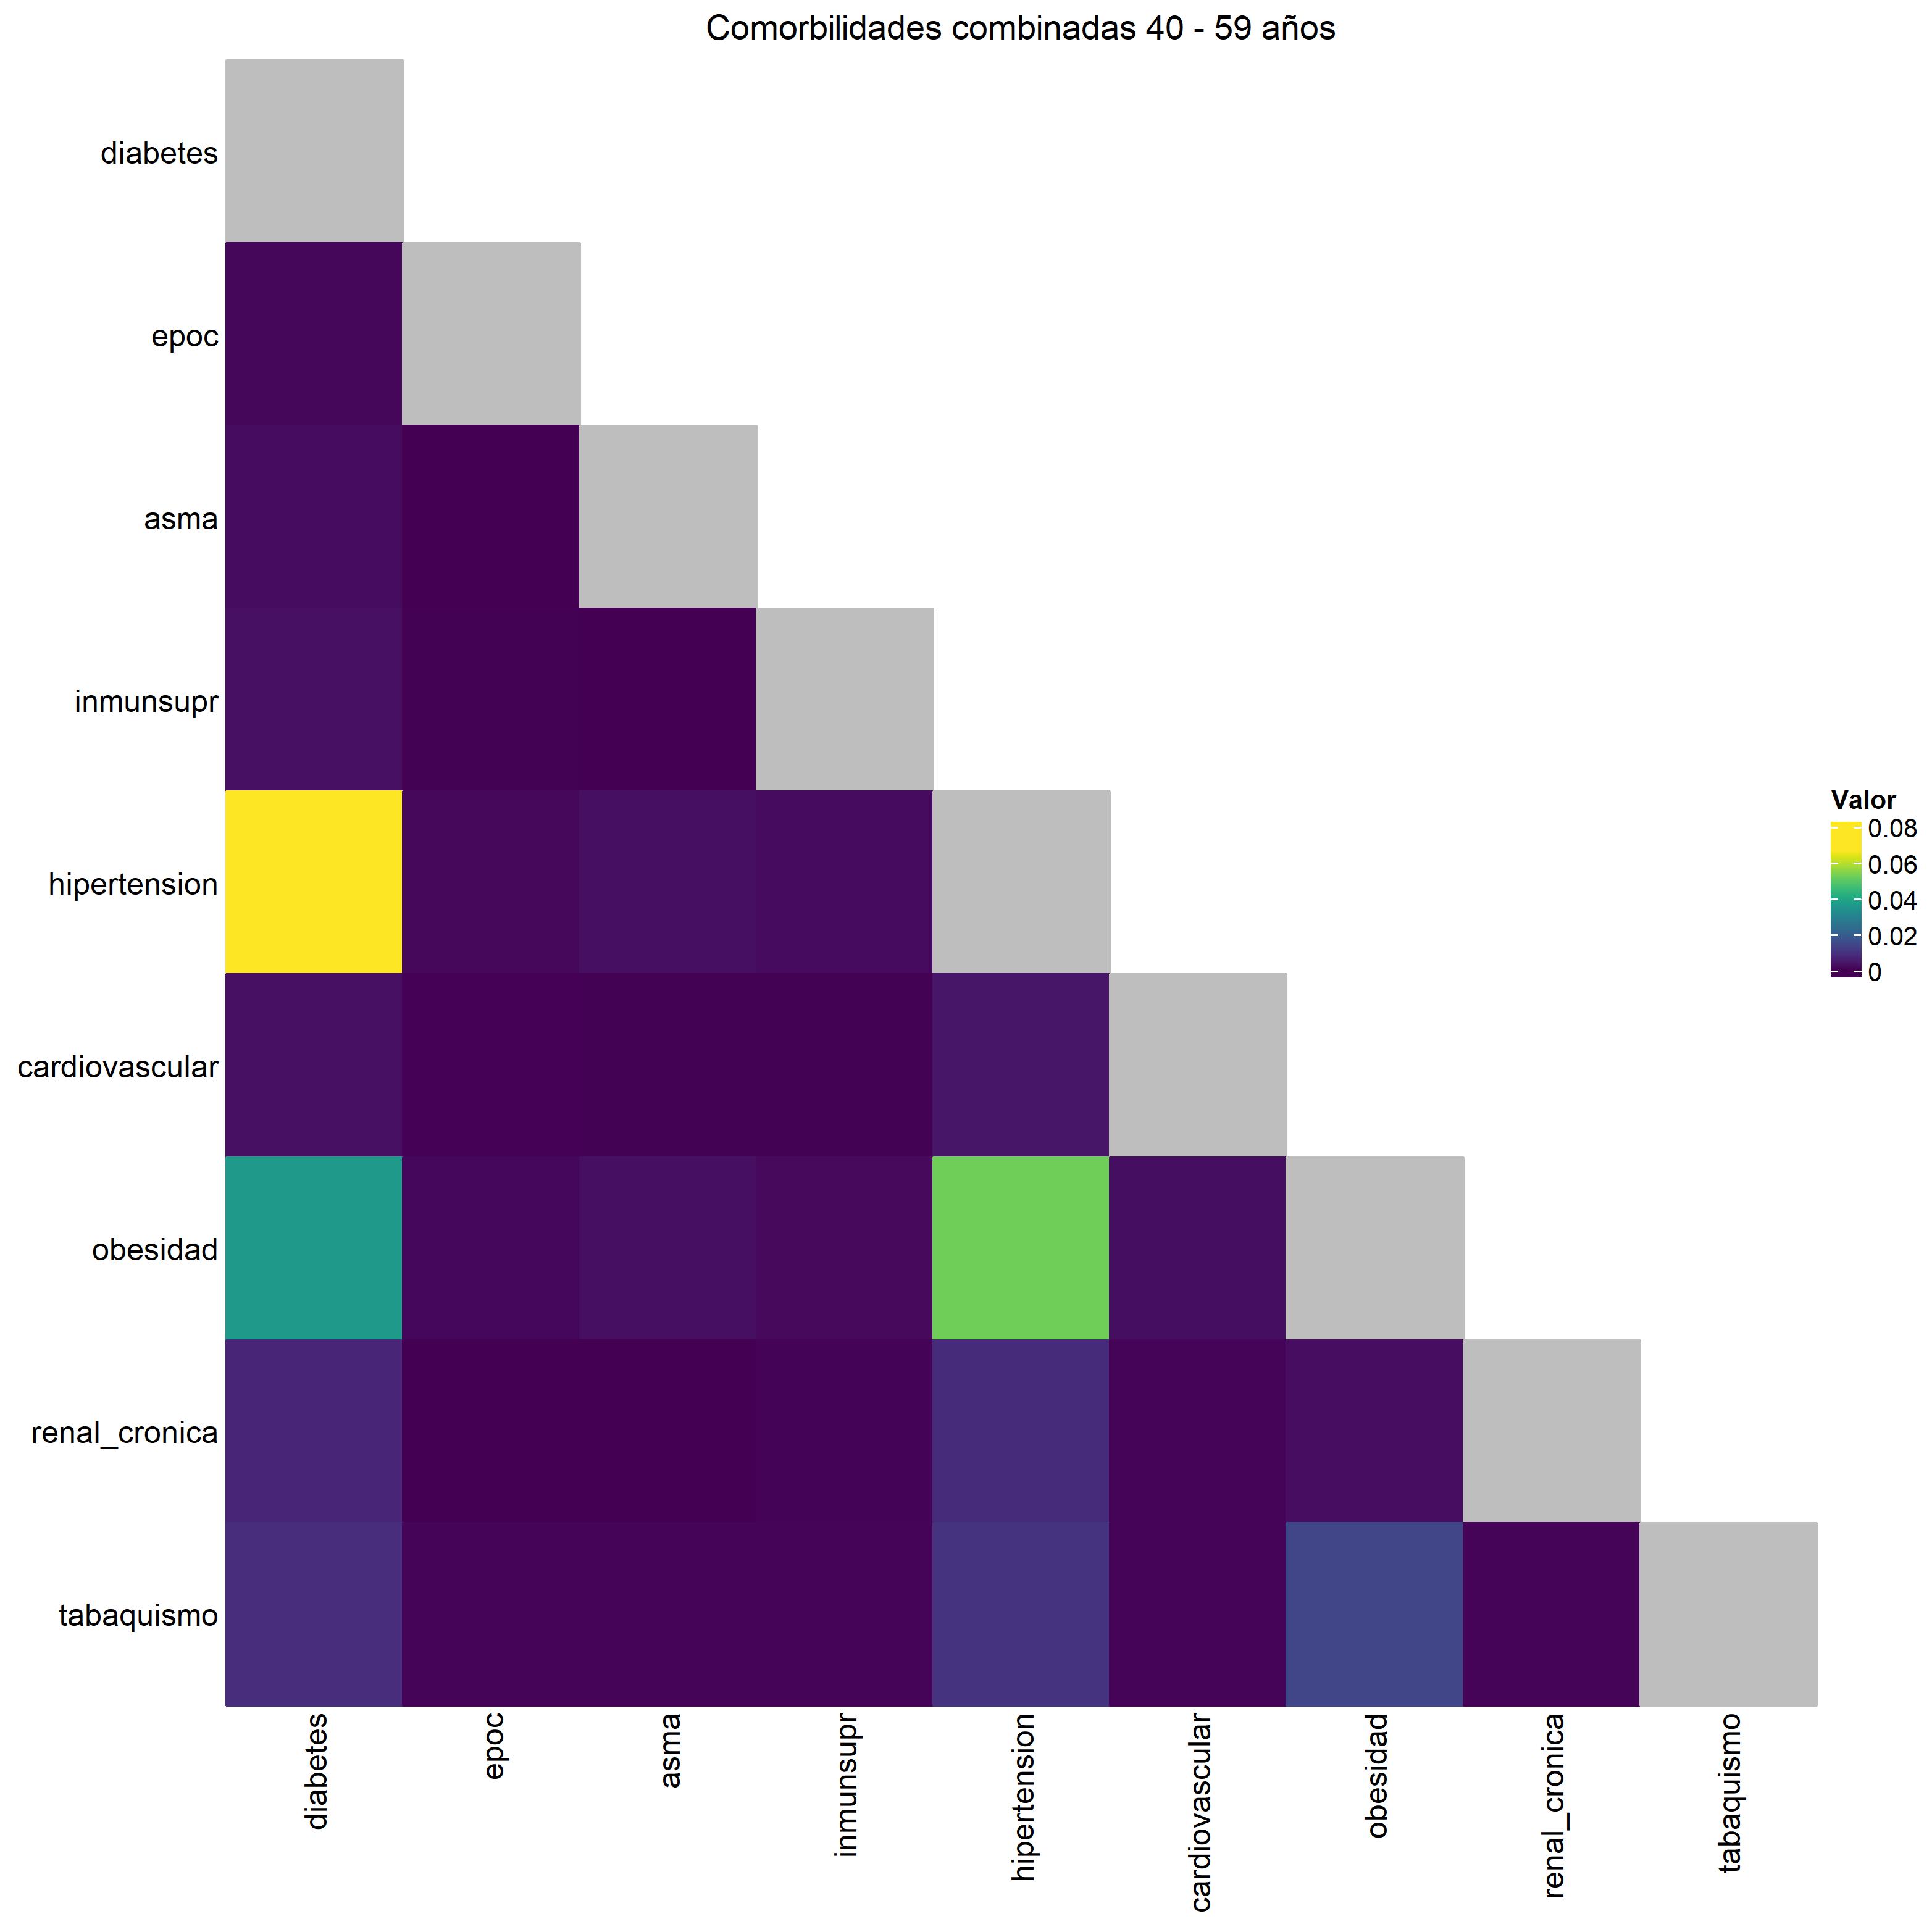 Comorbilidades combinadas 40 - 59 años
diabetes
epoc
asma
inmunsupr
hipertension
cardiovascular
obesidad
renal_cronica
tabaquismo
Valor
0.08
0.06
0.04
0.02
0
diabetes
epoc
asma
inmunsupr
hipertension
cardiovascular
obesidad
renal_cronica
tabaquismo